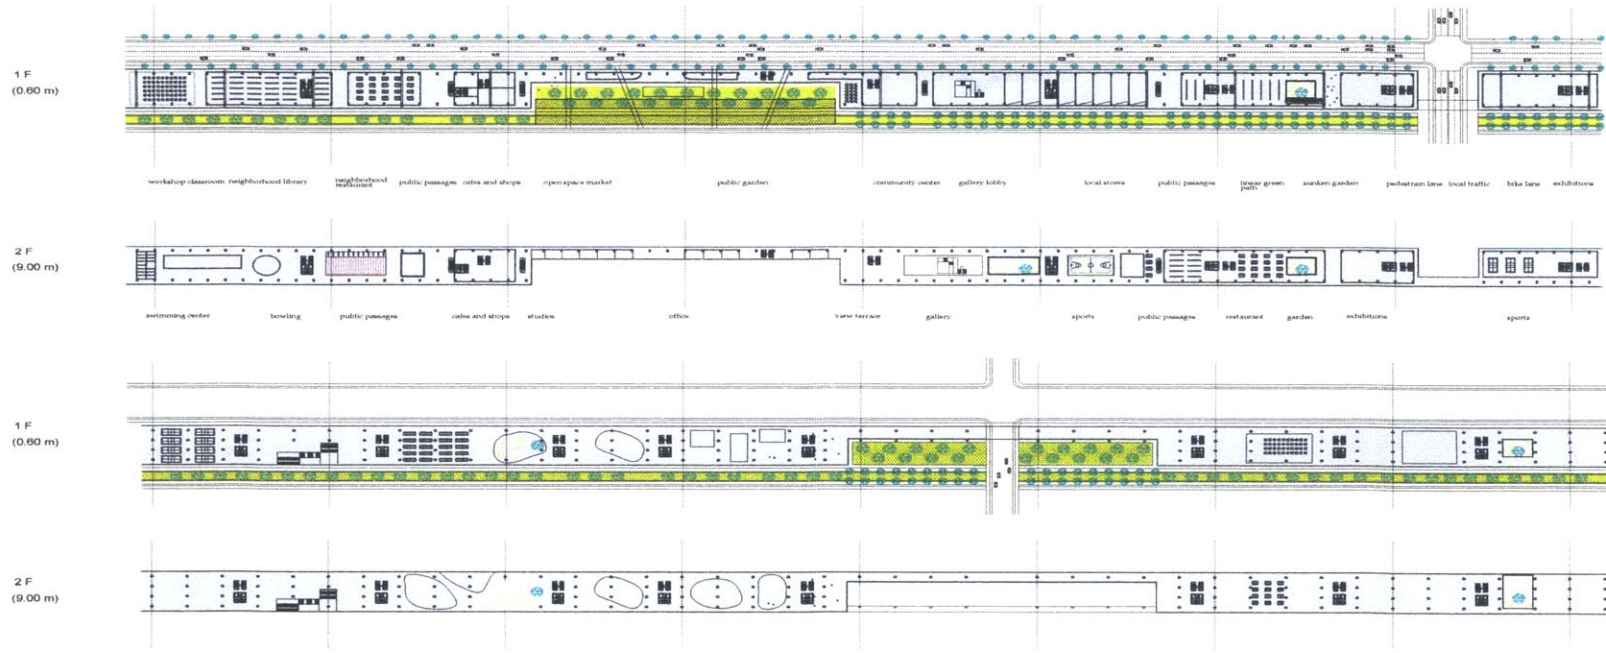 1 F
(0.60 m)
workshop classroom neighborhood library neighborhood restaurant public passages cafes and shops open space market public garden community center gallery lobby local stores public passages linear green path sunken garden pedestrain lane local traffic bike lane exhibitions
2 F
(9.00 m)
swimming center bowling public passages cafes and shops studios office view tarrace gallery sports public passages restaurant garden exhibitions sports
1 F
(0.60 m)
2 F
(9.00 m)